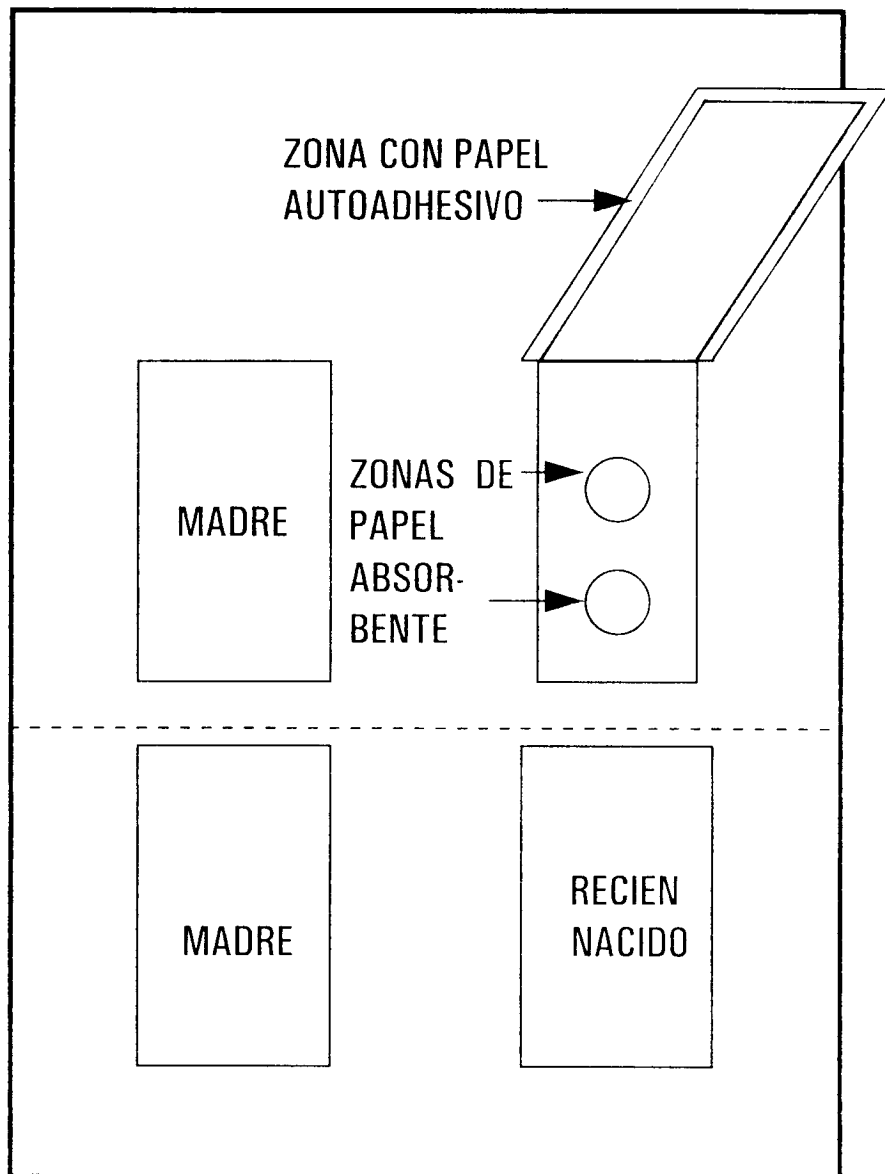 ZONA CON PAPEL
AUTOADHESIVO
MADRE
ZONAS DE
PAPEL
ABSOR-
BENTE
MADRE
RECIEN
NACIDO